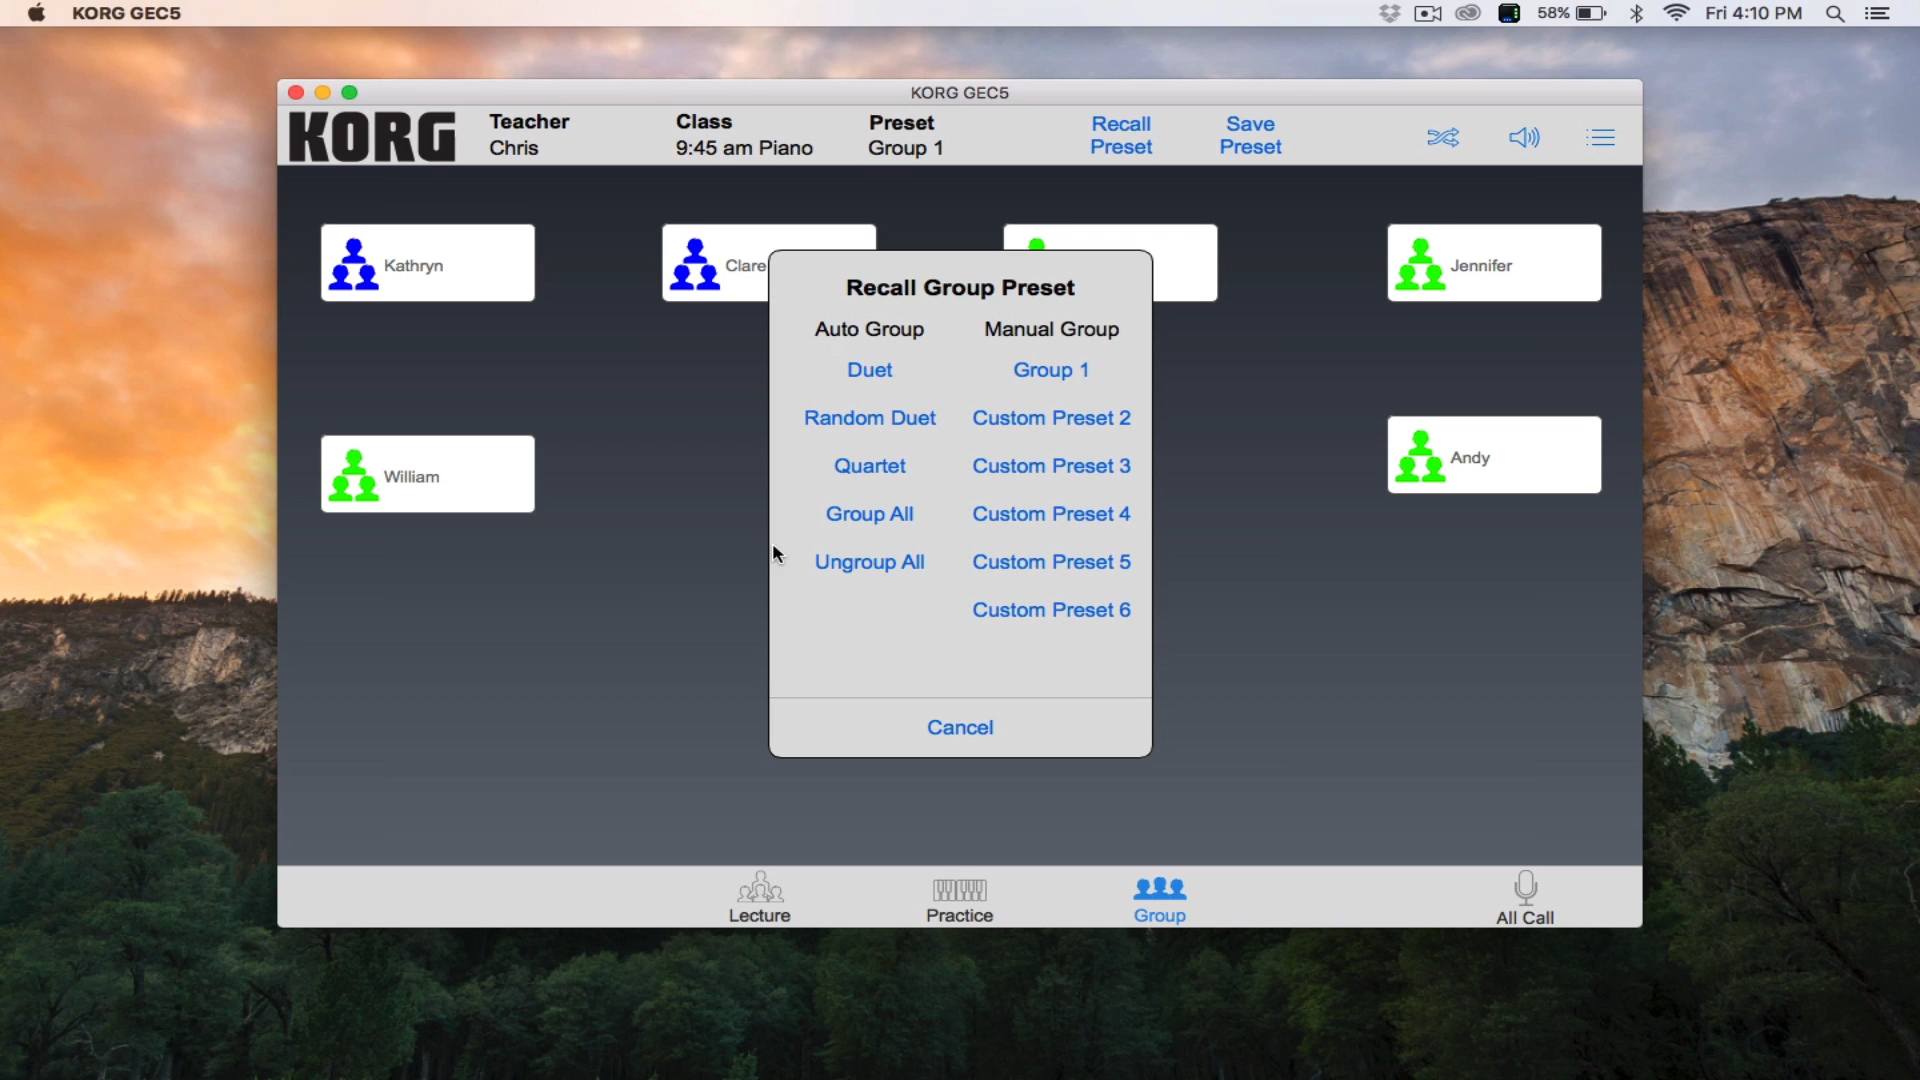 KORG GEC5
58%
Fri 4:10 PM
KORG GEC5
KORG
Teacher
Chris
Class
9:45 am Piano
Preset
Group 1
Recall
Preset
Save
Preset
Kathryn
Clare
Jennifer
William
Andy
Recall Group Preset
Auto Group
Manual Group
Duet
Group 1
Random Duet
Custom Preset 2
Quartet
Custom Preset 3
Group All
Custom Preset 4
Ungroup All
Custom Preset 5
Custom Preset 6
Cancel
Lecture
Practice
Group
All Call